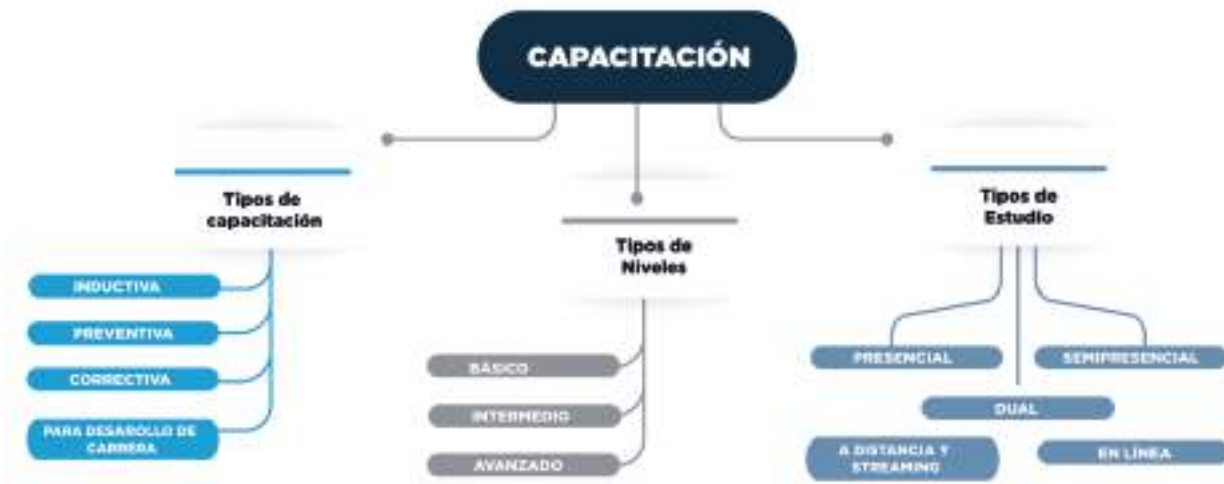 CAPACITACIÓN
Tipos de
capacitación
INDUCTIVA
PREVENTIVA
CORRECTIVA
PARA DESAROLLO DE
CARRERA
Tipos de
Niveles
BÁSICO
INTERMEDIO
AVANZADO
Tipos de
Estudio
PRESENCIAL
SEMIPRESENCIAL
DUAL
A DISTANCIA Y
STREAMING
EN LÍNEA